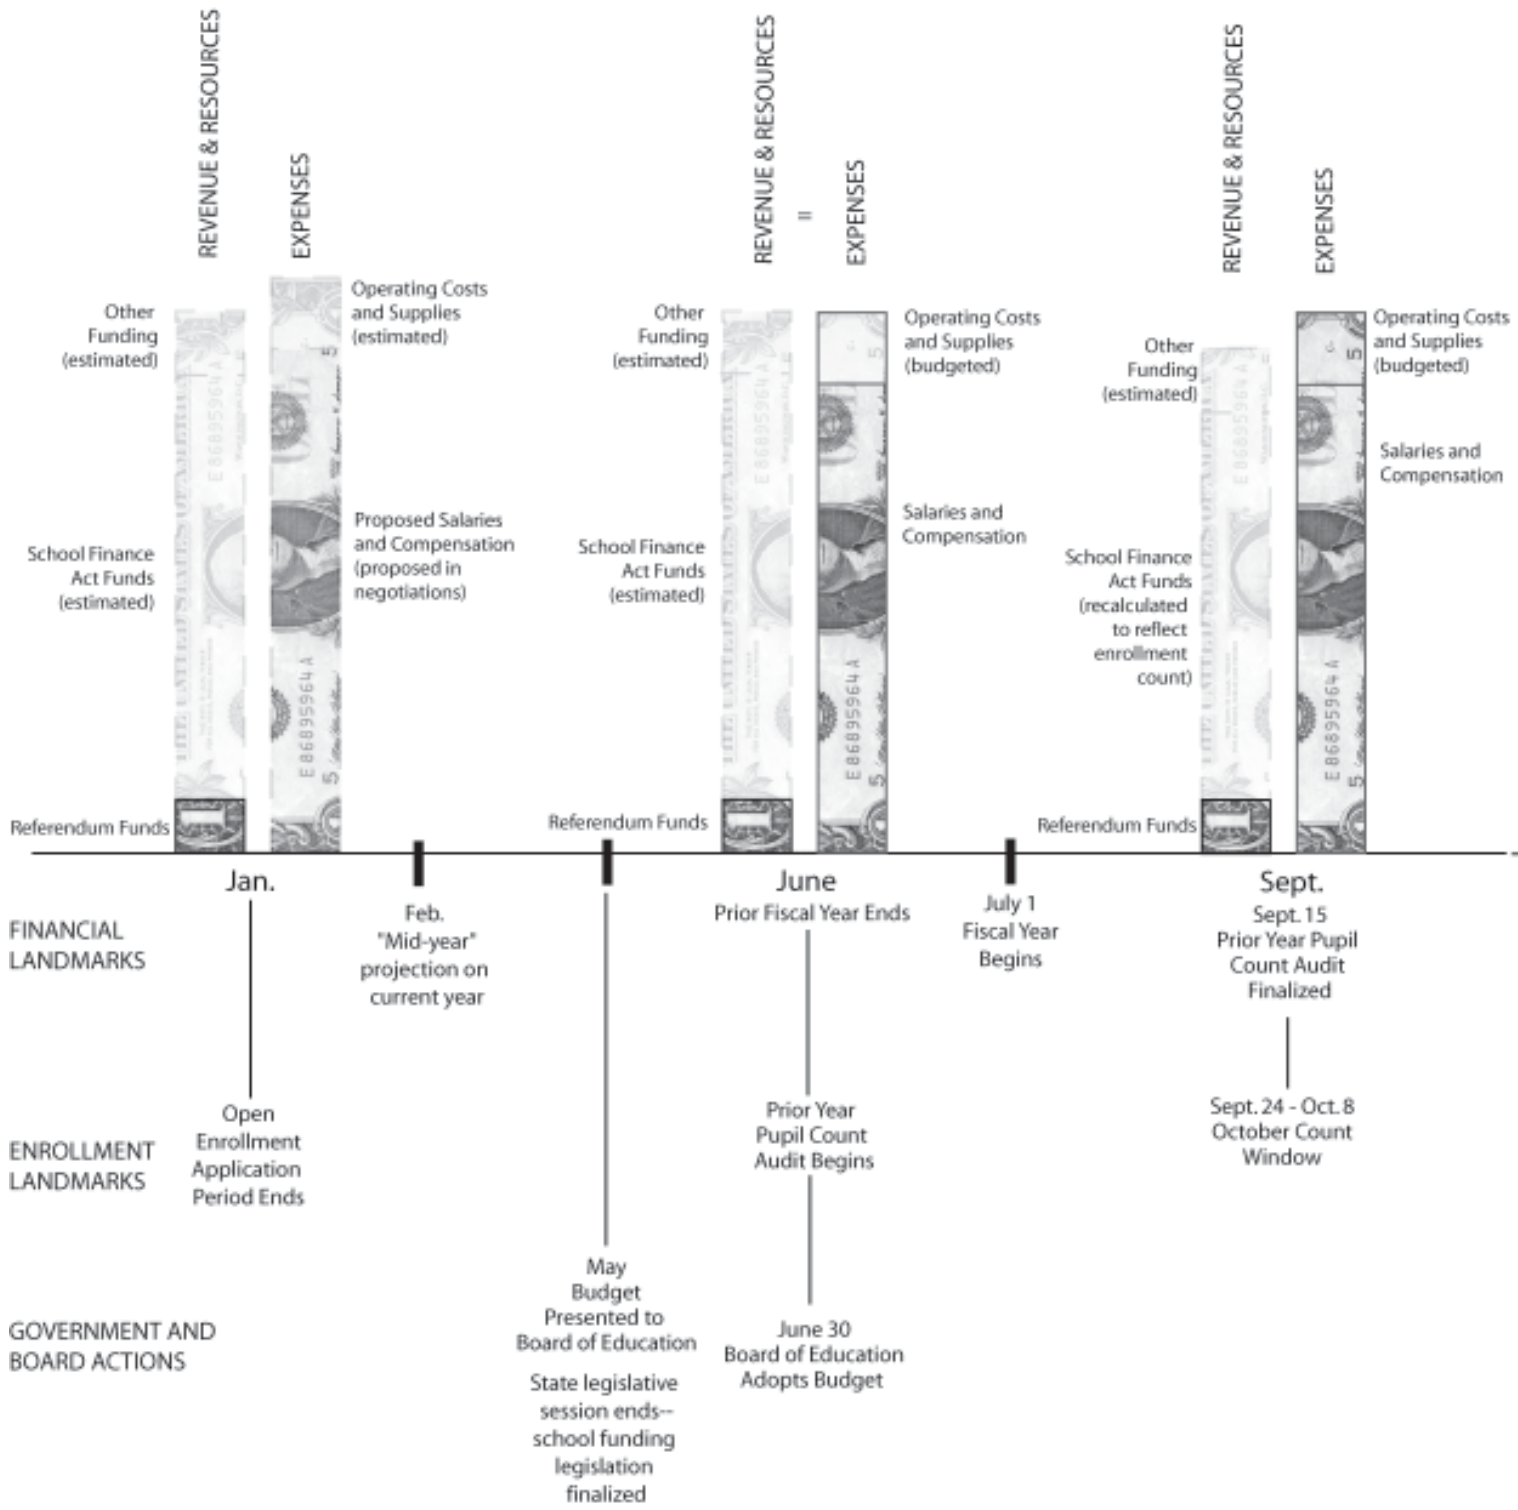 REVENUE & RESOURCES
EXPENSES
Other
Funding
(estimated)
Operating Costs
and Supplies
(estimated)
School Finance
Act Funds
(estimated)
Proposed Salaries
and Compensation
(proposed in
negotiations)
Referendum Funds
E 86895964 A
E 86895964 A
REVENUE & RESOURCES
=
EXPENSES
Other
Funding
(estimated)
Operating Costs
and Supplies
(budgeted)
School Finance
Act Funds
(estimated)
Salaries and
Compensation
Referendum Funds
E 86895964 A
E 86895964 A
REVENUE & RESOURCES
EXPENSES
Other
Funding
(estimated)
Operating Costs
and Supplies
(budgeted)
Salaries and
Compensation
School Finance
Act Funds
(recalculated
to reflect
enrollment
count)
Referendum Funds
E 86895964 A
E 86895964 A
Jan.
June
Sept.
FINANCIAL
LANDMARKS
Feb.
"Mid-year"
projection on
current year
Prior Fiscal Year Ends
July 1
Fiscal Year
Begins
Sept. 15
Prior Year Pupil
Count Audit
Finalized
ENROLLMENT
LANDMARKS
Open
Enrollment
Application
Period Ends
Prior Year
Pupil Count
Audit Begins
Sept. 24 - Oct. 8
October Count
Window
GOVERNMENT AND
BOARD ACTIONS
May
Budget
Presented to
Board of Education
State legislative
session ends--
school funding
legislation
finalized
June 30
Board of Education
Adopts Budget